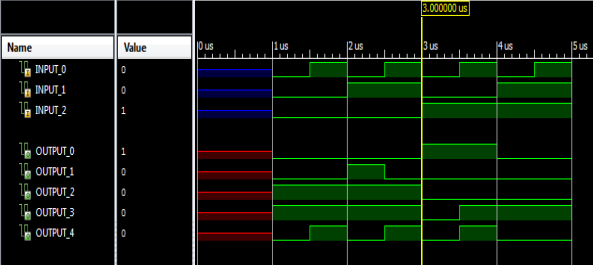 3.000000 us
Name Value 0 us 1 us 2 us 3 us 4 us 5 us
INPUT_0 0
INPUT_1 0
INPUT_2 1
OUTPUT_0 1
OUTPUT_1 0
OUTPUT_2 0
OUTPUT_3 0
OUTPUT_4 0